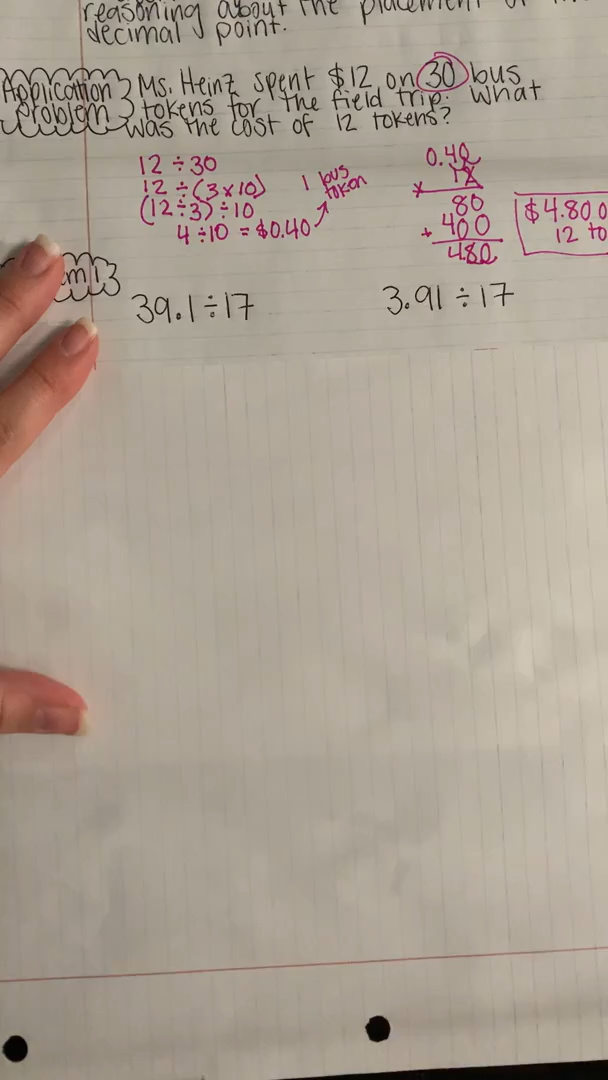 reasoning about the placement of
decimal point.
Application Problem
Ms. Heinz spent $12 on 30 bus
tokens for the field trip. What
was the cost of 12 tokens?
12 ÷ 30
12 ÷ (3 x 10)
(12 ÷ 3) ÷ 10
4 ÷ 10 = $0.40
1 bus
token
0.40
x 12
80
+ 400
480
$4.80
12 to
39.1 ÷ 17
3.91 ÷ 17